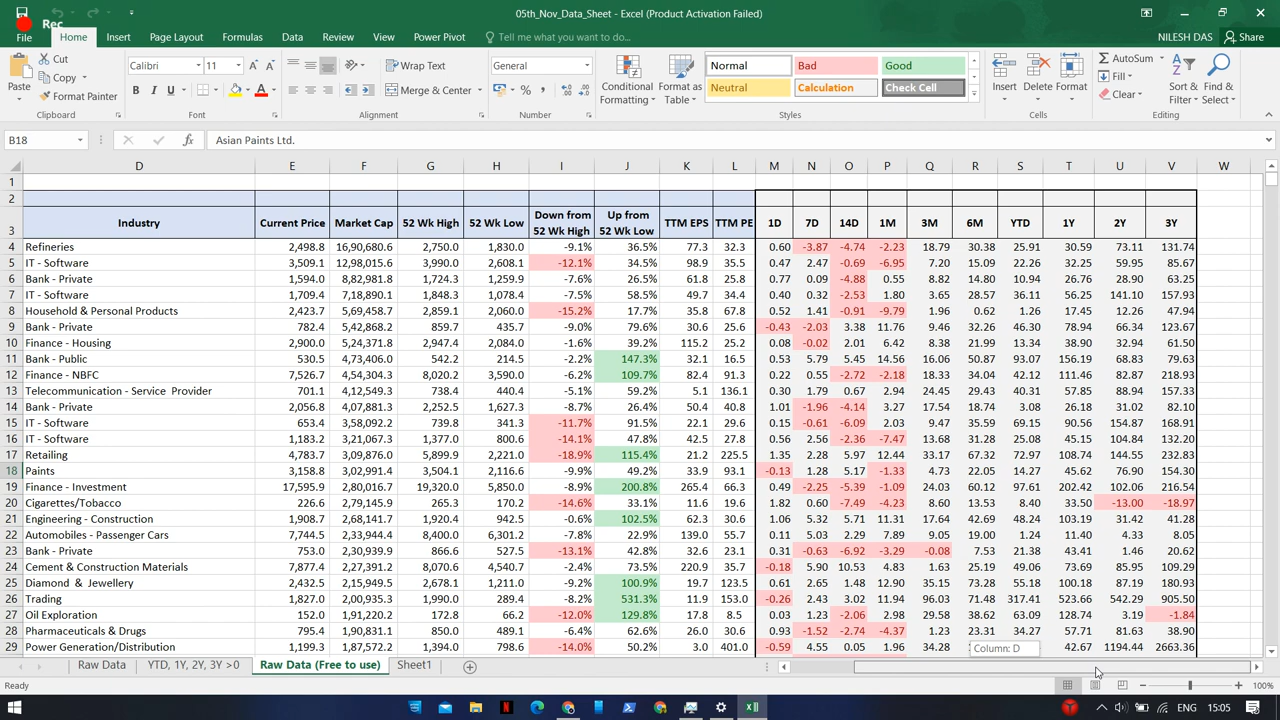 05th_Nov_Data_Sheet - Excel (Product Activation Failed)
Rec
File Home Insert Page Layout Formulas Data Review View Power Pivot Tell me what you want to do... NILESH DAS Share
Cut
Copy
Format Painter
Paste
Calibri 11
B I U
Wrap Text
Merge & Center
General
Conditional Formatting
Format as Table
Normal Bad Good
Neutral Calculation Check Cell
Insert Delete Format
AutoSum
Fill
Clear
Sort & Filter
Find & Select
Clipboard Font Alignment Number Styles Cells Editing
B18 fx Asian Paints Ltd.
D E F G H I J K L M N O P Q R S T U V W
1
2
3 Industry Current Price Market Cap 52 Wk High 52 Wk Low Down from 52 Wk High Up from 52 Wk Low TTM EPS TTM PE 1D 7D 14D 1M 3M 6M YTD 1Y 2Y 3Y
4 Refineries 2,498.8 16,90,680.6 2,750.0 1,830.0 -9.1% 36.5% 77.3 32.3 0.60 -3.87 -4.74 -2.23 18.79 30.38 25.91 30.59 73.11 131.74
5 IT - Software 3,509.1 12,98,015.6 3,990.0 2,608.1 -12.1% 34.5% 98.9 35.5 0.47 2.47 -0.69 -6.95 7.20 15.09 22.26 32.25 59.95 85.67
6 Bank - Private 1,594.0 8,82,981.8 1,724.3 1,259.9 -7.6% 26.5% 61.8 25.8 0.77 0.09 -4.88 0.55 8.82 14.80 10.94 26.76 28.90 63.25
7 IT - Software 1,709.4 7,18,890.1 1,848.3 1,078.4 -7.5% 58.5% 49.7 34.4 0.40 0.32 -2.53 1.80 3.65 28.57 36.11 56.25 141.10 157.93
8 Household & Personal Products 2,423.7 5,69,458.7 2,859.1 2,060.0 -15.2% 17.7% 35.8 67.8 0.52 1.41 -0.91 -9.79 1.96 0.62 1.26 17.45 12.26 47.94
9 Bank - Private 782.4 5,42,868.2 859.7 435.7 -9.0% 79.6% 30.6 25.6 -0.43 -2.03 3.38 11.76 9.46 32.26 46.30 78.94 66.34 123.67
10 Finance - Housing 2,900.0 5,24,371.8 2,947.4 2,084.0 -1.6% 39.2% 115.2 25.2 0.08 -0.02 2.01 6.42 8.38 21.99 13.34 38.90 32.94 61.50
11 Bank - Public 530.5 4,73,406.0 542.2 214.5 -2.2% 147.3% 32.1 16.5 0.53 5.79 5.45 14.56 16.06 50.87 93.07 156.19 68.83 79.63
12 Finance - NBFC 7,526.7 4,54,304.3 8,020.2 3,590.0 -6.2% 109.7% 82.4 91.3 0.22 0.55 -2.72 -2.18 18.33 34.04 42.12 111.46 82.87 218.93
13 Telecommunication - Service Provider 701.1 4,12,549.3 738.4 440.4 -5.1% 59.2% 5.1 136.1 0.30 1.79 0.67 2.94 24.45 29.43 40.31 57.85 88.94 157.33
14 Bank - Private 2,056.8 4,07,881.3 2,252.5 1,627.3 -8.7% 26.4% 50.4 40.8 1.01 -1.96 -4.14 3.27 17.54 18.74 3.08 26.18 31.02 82.10
15 IT - Software 653.4 3,58,092.2 739.8 341.3 -11.7% 91.5% 22.1 29.6 0.15 -0.61 -6.09 2.03 9.47 35.59 69.15 90.56 154.87 168.91
16 IT - Software 1,183.2 3,21,067.3 1,377.0 800.6 -14.1% 47.8% 42.5 27.8 0.56 2.56 -2.36 -7.47 13.68 31.28 25.08 45.15 104.84 132.20
17 Retailing 4,783.7 3,09,876.0 5,899.9 2,221.0 -18.9% 115.4% 21.2 225.5 1.35 2.28 5.97 12.44 33.17 67.32 72.97 108.74 144.55 232.83
18 Paints 3,158.8 3,02,991.4 3,504.1 2,116.6 -9.9% 49.2% 33.9 93.1 -0.13 1.28 5.17 -1.33 4.73 22.05 14.27 45.62 76.90 154.30
19 Finance - Investment 17,595.9 2,80,016.7 19,320.0 5,850.0 -8.9% 200.8% 265.4 66.3 0.49 -2.25 -5.39 -1.09 24.03 60.12 97.61 202.42 102.06 216.54
20 Cigarettes/Tobacco 226.6 2,79,145.9 265.3 170.2 -14.6% 33.1% 11.6 19.6 1.82 0.60 -7.49 -4.23 8.60 13.53 8.40 33.50 -13.00 -18.97
21 Engineering - Construction 1,908.7 2,68,141.7 1,920.4 942.5 -0.6% 102.5% 62.3 30.6 1.06 5.32 5.71 11.31 17.64 42.69 48.24 103.19 31.42 41.28
22 Automobiles - Passenger Cars 7,744.5 2,33,944.4 8,400.0 6,301.2 -7.8% 22.9% 139.0 55.7 0.11 5.03 2.29 7.89 9.05 19.00 1.24 11.40 4.33 8.05
23 Bank - Private 753.0 2,30,939.9 866.6 527.5 -13.1% 42.8% 32.6 23.1 0.31 -0.63 -6.92 -3.29 -0.08 7.53 21.38 43.41 1.46 20.62
24 Cement & Construction Materials 7,877.4 2,27,391.2 8,070.6 4,540.7 -2.4% 73.5% 220.9 35.7 -0.18 5.90 10.53 4.83 1.63 25.19 49.06 73.69 85.95 109.29
25 Diamond & Jewellery 2,432.5 2,15,949.5 2,678.1 1,211.0 -9.2% 100.9% 19.7 123.5 0.61 2.65 1.48 12.90 35.15 73.28 55.18 100.18 87.19 180.93
26 Trading 1,827.0 2,00,935.3 1,990.0 289.4 -8.2% 531.3% 11.9 153.0 -0.26 2.43 3.02 11.94 96.03 71.48 317.41 523.66 542.29 905.50
27 Oil Exploration 152.0 1,91,220.2 172.8 66.2 -12.0% 129.8% 17.8 8.5 0.03 1.23 -2.06 2.98 29.58 38.62 63.09 128.74 3.19 -1.84
28 Pharmaceuticals & Drugs 795.4 1,90,831.1 850.0 489.1 -6.4% 62.6% 26.0 30.6 0.93 -1.52 -2.74 -4.37 1.23 23.31 34.27 57.71 81.63 38.90
29 Power Generation/Distribution 1,199.3 1,87,572.2 1,394.0 798.6 -14.0% 50.2% 3.0 401.0 -0.59 4.55 0.05 1.96 34.28 42.67 1194.44 2663.36
Column: D
Raw Data YTD, 1Y, 2Y, 3Y >0 Raw Data (Free to use) Sheet1
Ready 100%
ENG 15:05